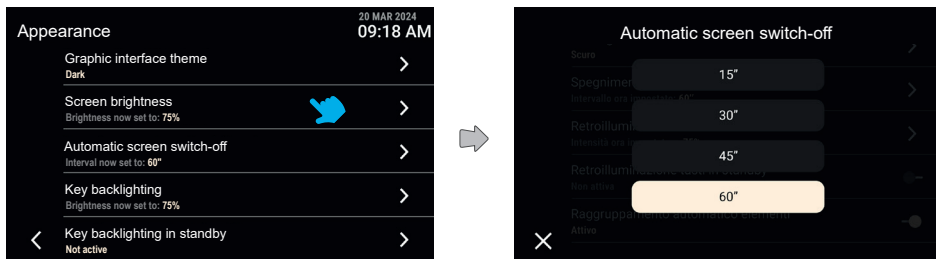 20 MAR 2024
Appearance
09:18 AM
Graphic interface theme
Dark
Screen brightness
Brightness now set to: 75%
Automatic screen switch-off
Interval now set to: 60"
Key backlighting
Brightness now set to: 75%
Key backlighting in standby
Not active
Automatic screen switch-off
Scuro
15"
30"
45"
60"
Non attiva
Raggruppamento automatico elementi
Attivo